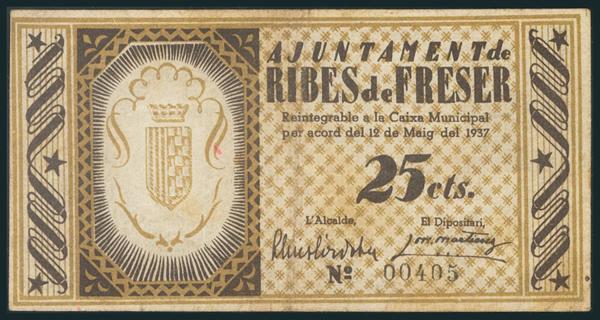 AJUNTAMENT de
RIBES de FRESER
Reintegrable a la Caixa Municipal
per acord del 12 de Maig del 1937
25 cts.
L'Alcalde, El Dipositari,
Nº 00405